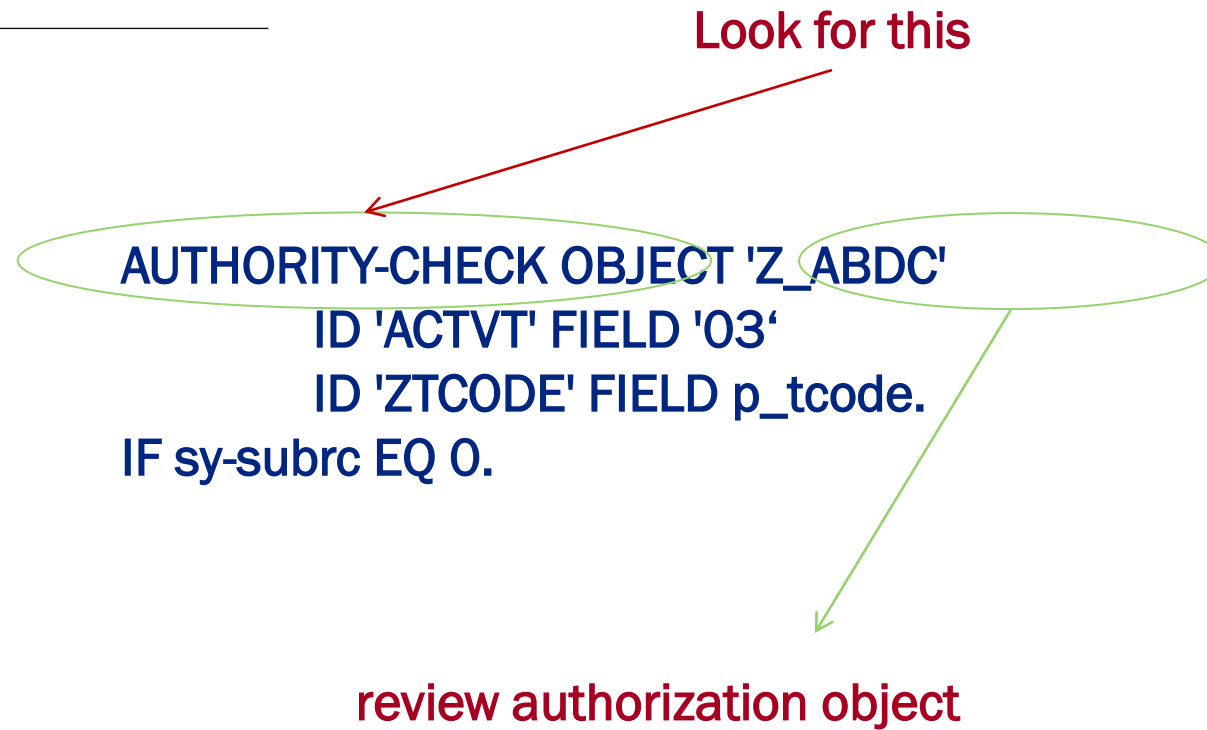 Look for this
AUTHORITY-CHECK OBJECT 'Z_ABDC'
ID 'ACTVT' FIELD '03‘
ID 'ZTCODE' FIELD p_tcode.
IF sy-subrc EQ 0.
review authorization object